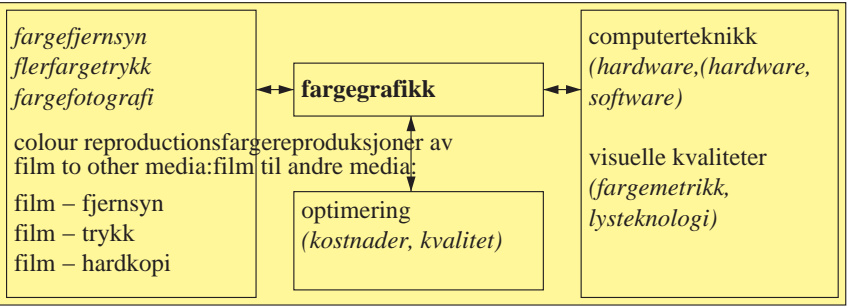 fargefjernsyn
flerfargetrykk
fargefotografi
colour reproductionsfargereproduksjoner av
film to other media:film til andre media:
film – fjernsyn
film – trykk
film – hardkopi
fargegrafikk
optimering
(kostnader, kvalitet)
computerteknikk
(hardware,(hardware,
software)
visuelle kvaliteter
(fargemetrikk,
lysteknologi)